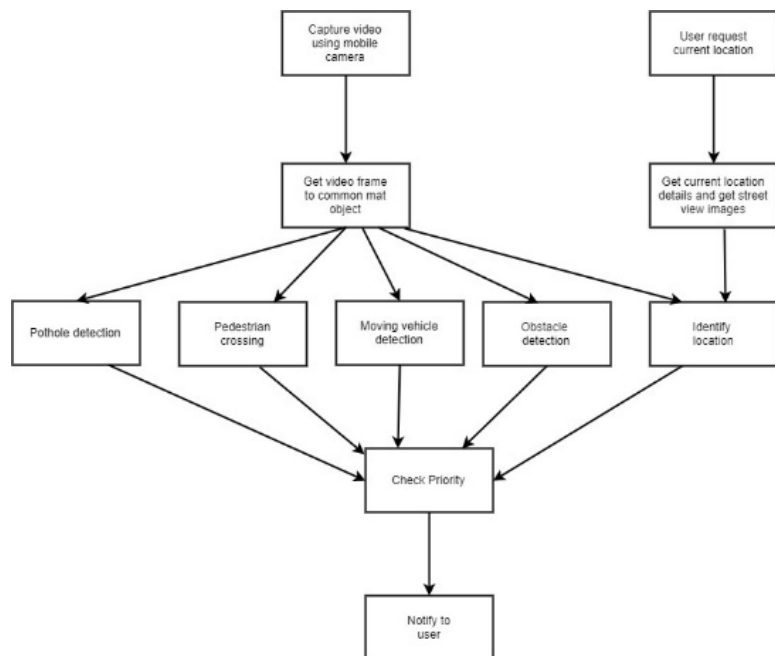 Capture video
using mobile
camera
User request
current location
Get video frame
to common mat
object
Get current location
details and get street
view images
Pothole detection
Pedestrian
crossing
Moving vehicle
detection
Obstacle
detection
Identify
location
Check Priority
Notify to
user